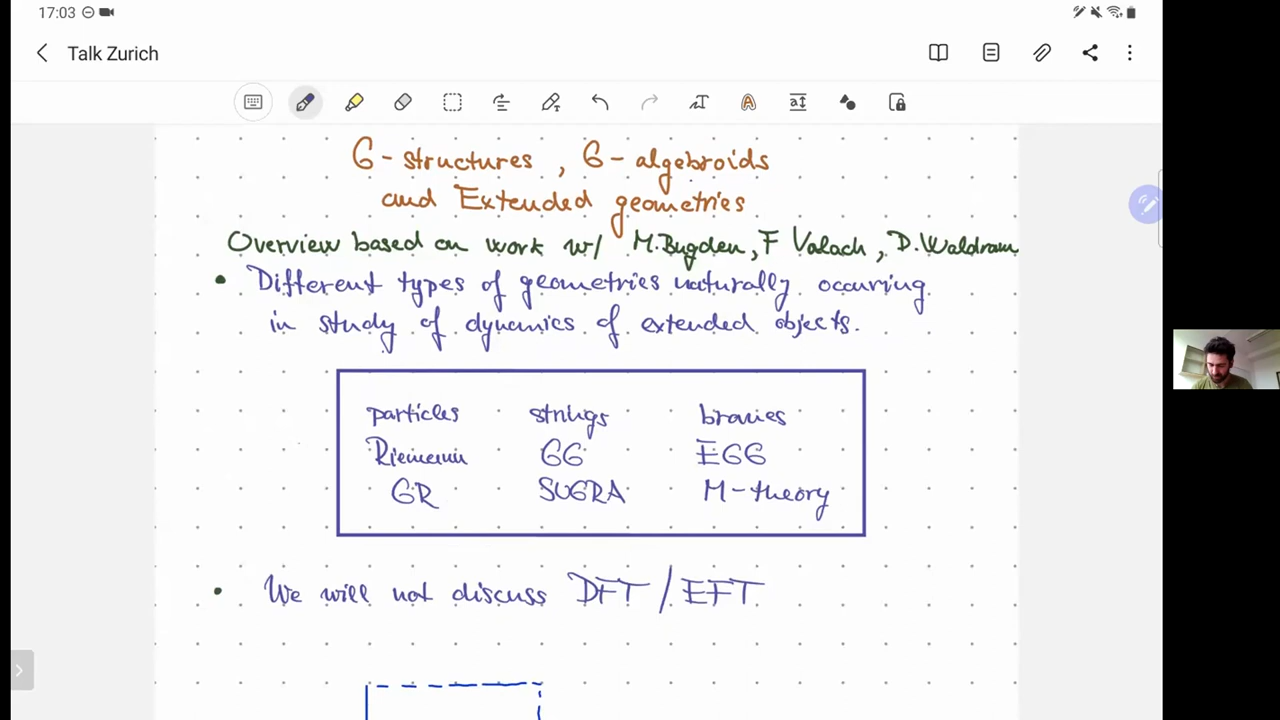 17:03
Talk Zurich
G-structures, G-algebroids
and Extended geometries
Overview based on work w/ M.Bugden, F Valach, D. Waldram
• Different types of geometries naturally occuring
in study of dynamics of extended objects.
particles strings branes
Riemann GG EGG
GR SUGRA M-theory
• We will not discuss DFT/EFT